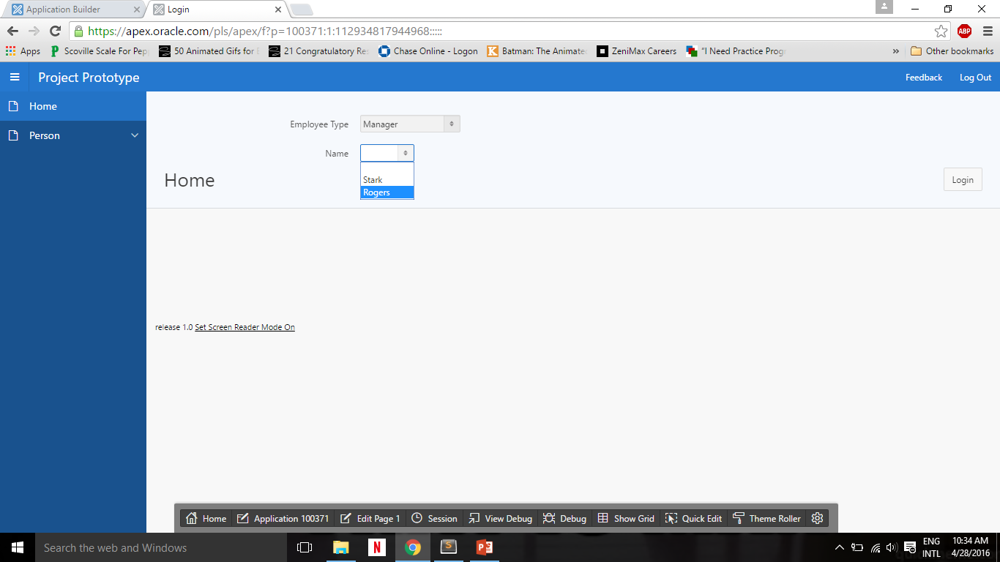 Application Builder
Login
https://apex.oracle.com/pls/apex/f?p=100371:1:112934817944968:::::
ABP
Apps
Scoville Scale For Pep
50 Animated Gifs for E
21 Congratulatory Re
Chase Online - Logon
Batman: The Animate
ZeniMax Careers
"I Need Practice Prog
»
Other bookmarks
Project Prototype
Feedback
Log Out
Home
Person
Employee Type
Manager
Name
Stark
Rogers
Home
Login
release 1.0 Set Screen Reader Mode On
Home
Application 100371
Edit Page 1
Session
View Debug
Debug
Show Grid
Quick Edit
Theme Roller
Search the web and Windows
N
S
P
ENG
INTL
10:34 AM
4/28/2016